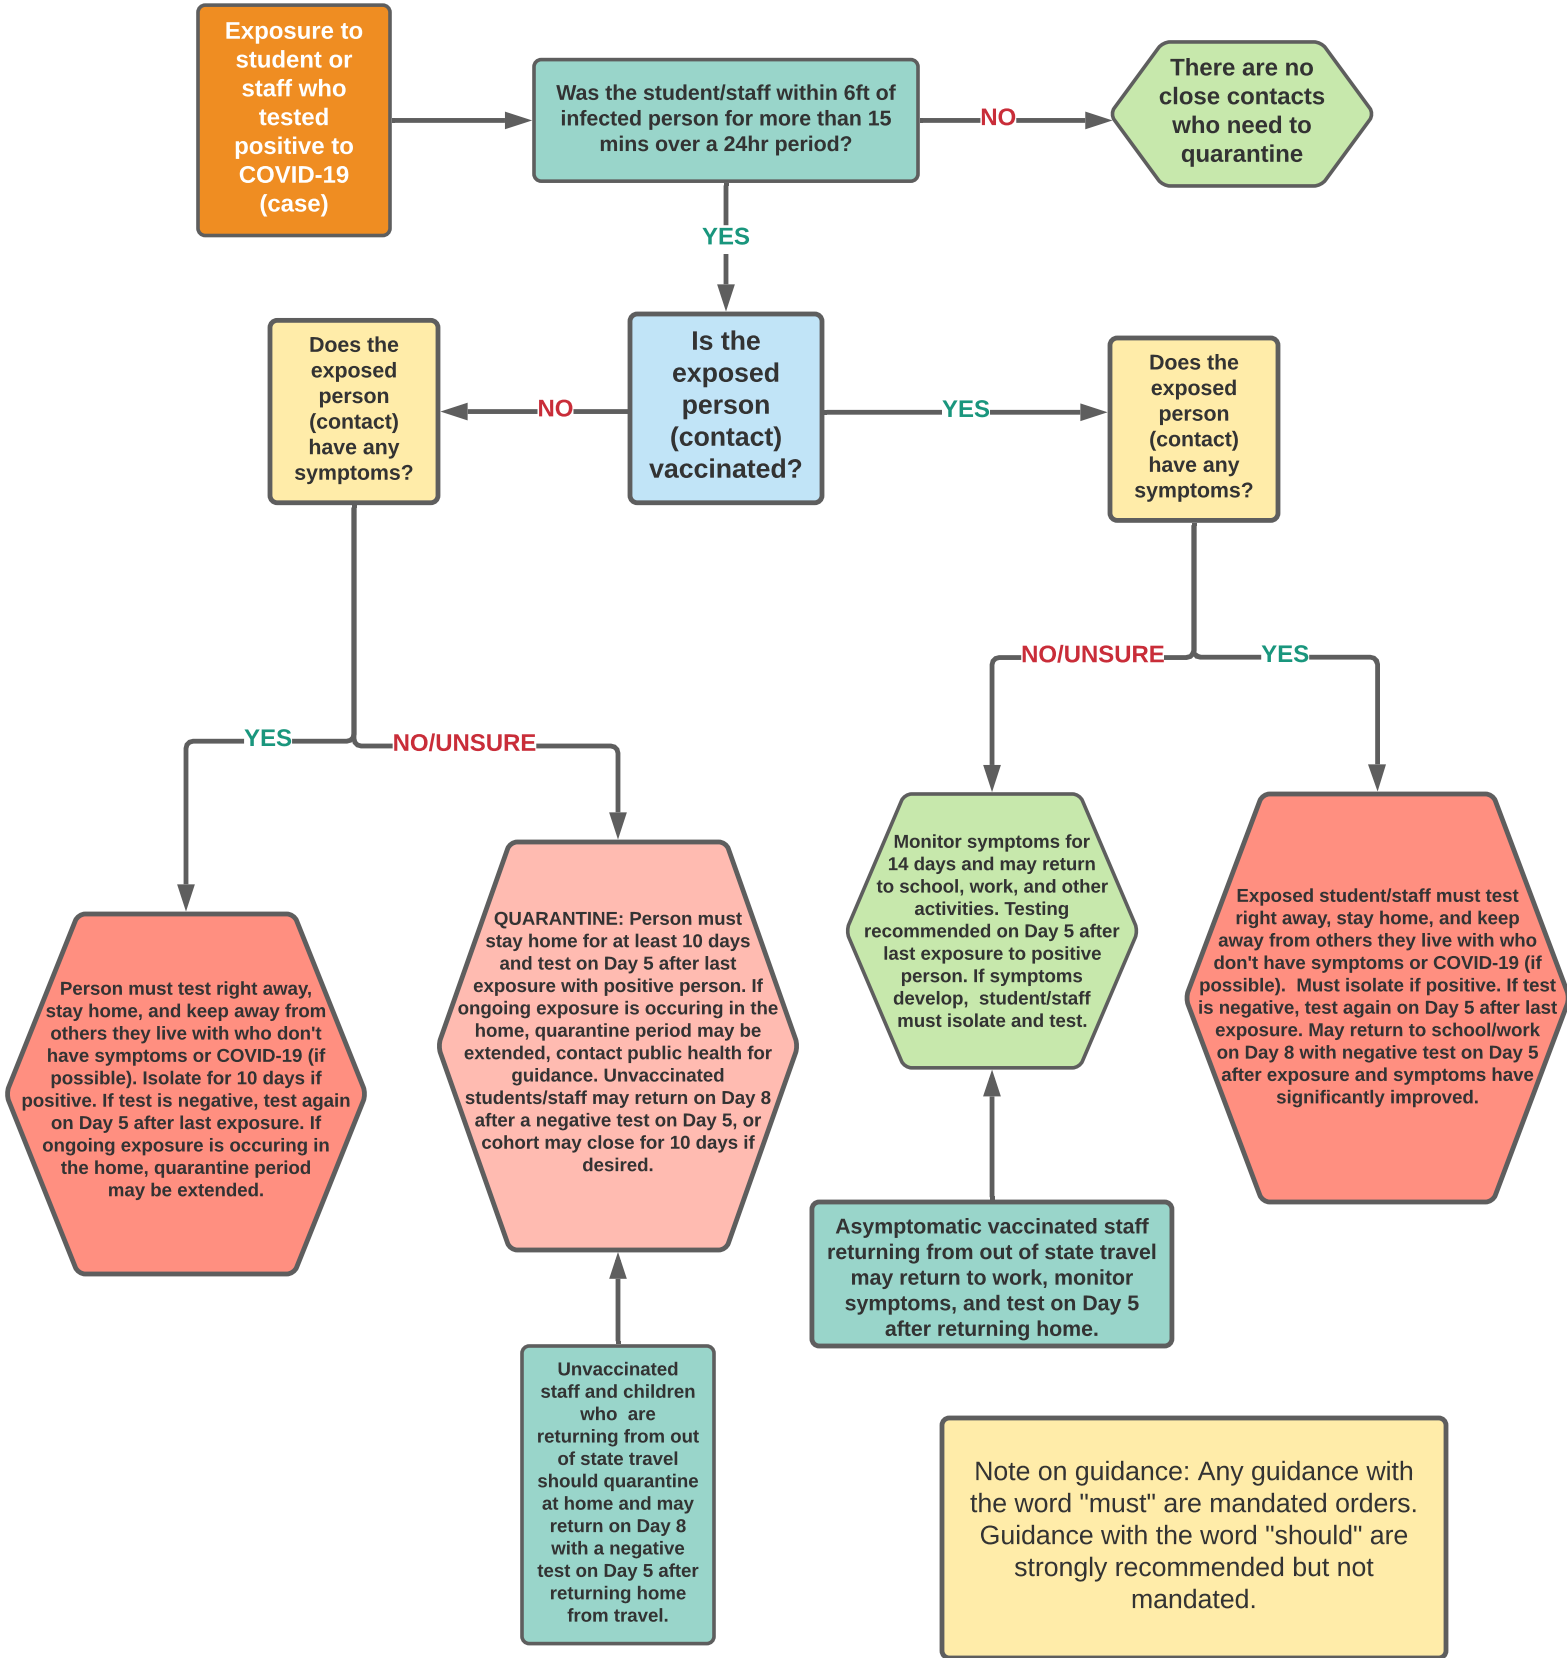 Exposure to
student or
staff who
tested
positive to
COVID-19
(case)
Was the student/staff within 6ft of
infected person for more than 15
mins over a 24hr period?
NO
There are no
close contacts
who need to
quarantine
YES
Does the
exposed
person
(contact)
have any
symptoms?
NO
Is the
exposed
person
(contact)
vaccinated?
YES
Does the
exposed
person
(contact)
have any
symptoms?
YES
NO/UNSURE
NO/UNSURE
YES
Person must test right away,
stay home, and keep away from
others they live with who don't
have symptoms or COVID-19 (if
possible). Isolate for 10 days if
positive. If test is negative, test again
on Day 5 after last exposure. If
ongoing exposure is occuring in
the home, quarantine period
may be extended.
QUARANTINE: Person must
stay home for at least 10 days
and test on Day 5 after last
exposure with positive person. If
ongoing exposure is occuring in the
home, quarantine period may be
extended, contact public health for
guidance. Unvaccinated
students/staff may return on Day 8
after a negative test on Day 5, or
cohort may close for 10 days if
desired.
Monitor symptoms for
14 days and may return
to school, work, and other
activities. Testing
recommended on Day 5 after
last exposure to positive
person. If symptoms
develop,  student/staff
must isolate and test.
Exposed student/staff must test
right away, stay home, and keep
away from others they live with who
don't have symptoms or COVID-19 (if
possible).  Must isolate if positive. If test
is negative, test again on Day 5 after last
exposure. May return to school/work
on Day 8 with negative test on Day 5
after exposure and symptoms have
significantly improved.
Asymptomatic vaccinated staff
returning from out of state travel
may return to work, monitor
symptoms, and test on Day 5
after returning home.
Unvaccinated
staff and children
who  are
returning from out
of state travel
should quarantine
at home and may
return on Day 8
with a negative
test on Day 5 after
returning home
from travel.
Note on guidance: Any guidance with
the word "must" are mandated orders.
Guidance with the word "should" are
strongly recommended but not
mandated.